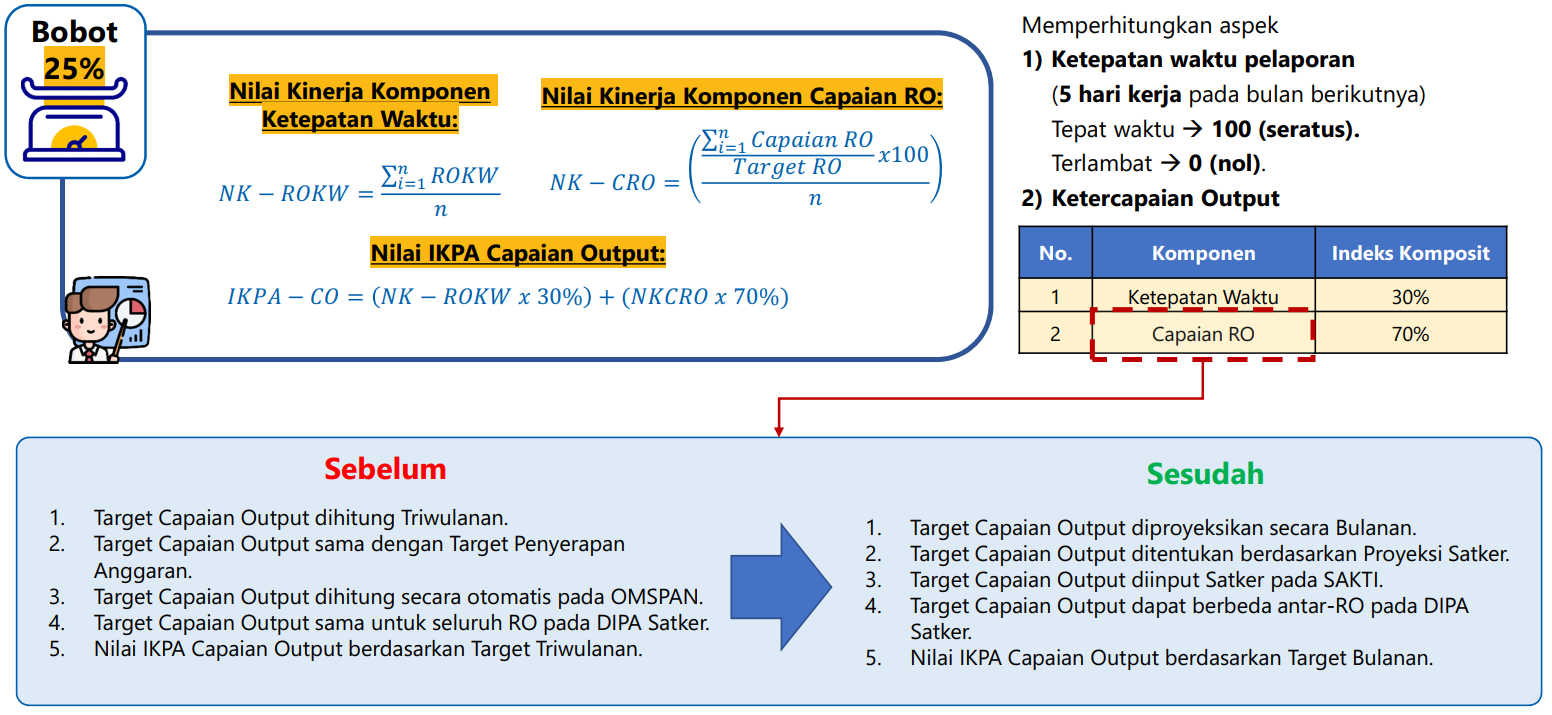 Bobot
25%
Nilai Kinerja Komponen
Ketepatan Waktu:
NK − ROKW = ∑ⁿᵢ₌₁ ROKW / n
Nilai Kinerja Komponen Capaian RO:
NK − CRO = ( ( ∑ⁿᵢ₌₁ Capaian RO / Target RO x100 ) / n )
Nilai IKPA Capaian Output:
IKPA − CO = (NK − ROKW x 30%) + (NKCRO x 70%)
Memperhitungkan aspek
1) Ketepatan waktu pelaporan
(5 hari kerja pada bulan berikutnya)
Tepat waktu → 100 (seratus).
Terlambat → 0 (nol).
2) Ketercapaian Output
No. Komponen Indeks Komposit
1 Ketepatan Waktu 30%
2 Capaian RO 70%
Sebelum
1. Target Capaian Output dihitung Triwulanan.
2. Target Capaian Output sama dengan Target Penyerapan
Anggaran.
3. Target Capaian Output dihitung secara otomatis pada OMSPAN.
4. Target Capaian Output sama untuk seluruh RO pada DIPA Satker.
5. Nilai IKPA Capaian Output berdasarkan Target Triwulanan.
Sesudah
1. Target Capaian Output diproyeksikan secara Bulanan.
2. Target Capaian Output ditentukan berdasarkan Proyeksi Satker.
3. Target Capaian Output diinput Satker pada SAKTI.
4. Target Capaian Output dapat berbeda antar-RO pada DIPA
Satker.
5. Nilai IKPA Capaian Output berdasarkan Target Bulanan.